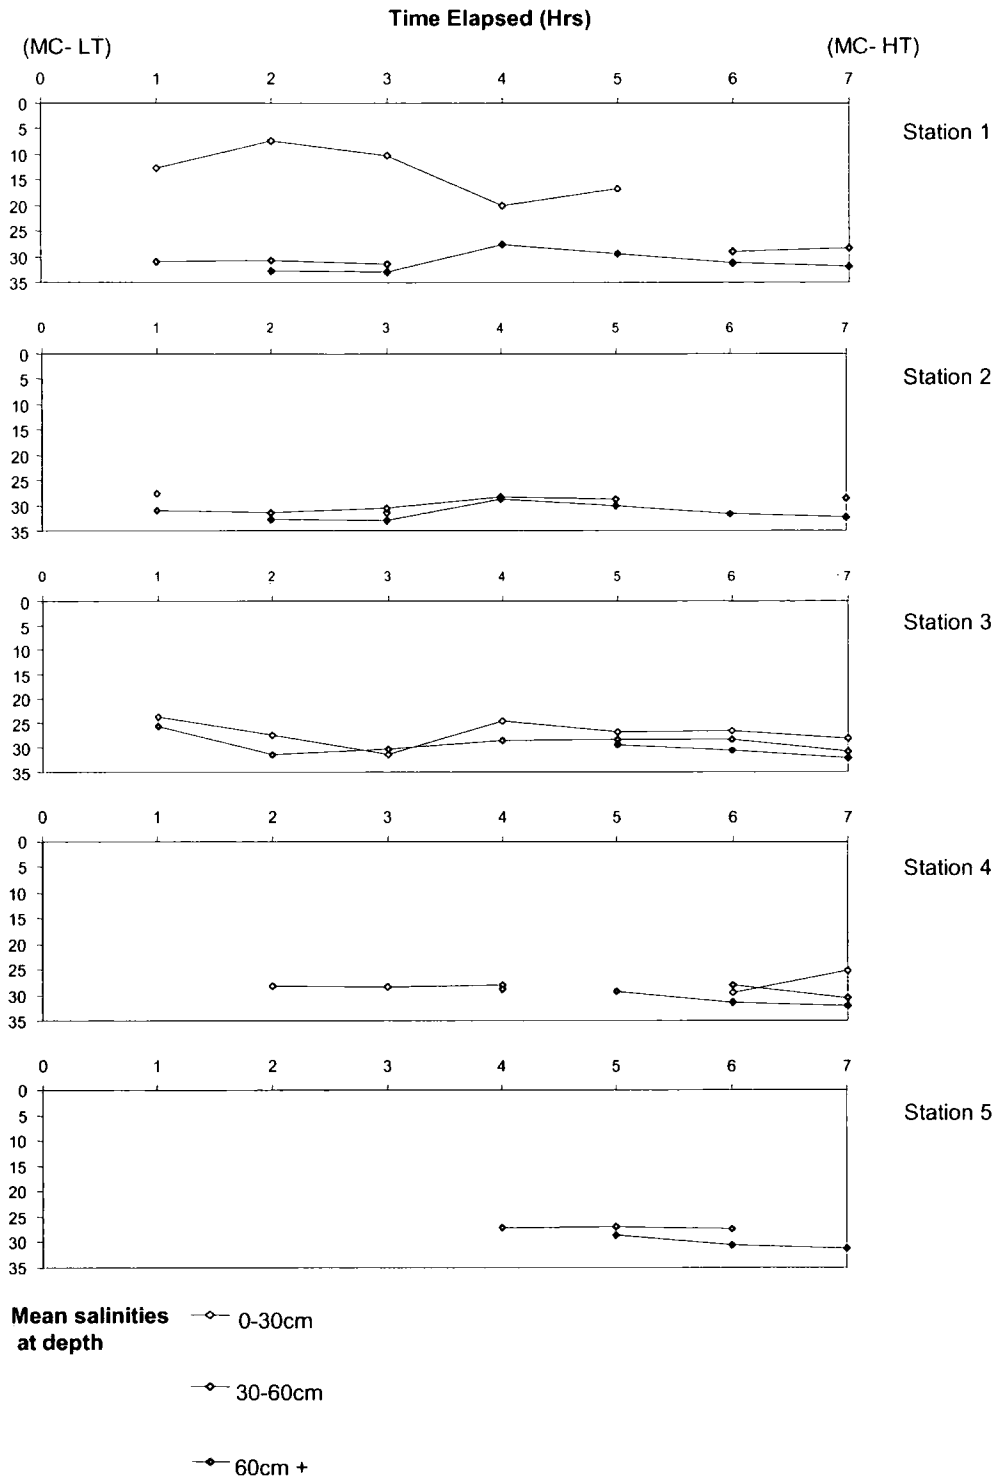 Time Elapsed (Hrs)
(MC- LT) (MC- HT)
0 1 2 3 4 5 6 7
0
5
10
15
20
25
30
35
Station 1
0 1 2 3 4 5 6 7
0
5
10
15
20
25
30
35
Station 2
0 1 2 3 4 5 6 7
0
5
10
15
20
25
30
35
Station 3
0 1 2 3 4 5 6 7
0
5
10
15
20
25
30
35
Station 4
0 1 2 3 4 5 6 7
0
5
10
15
20
25
30
35
Station 5
Mean salinities
at depth
0-30cm
30-60cm
60cm +